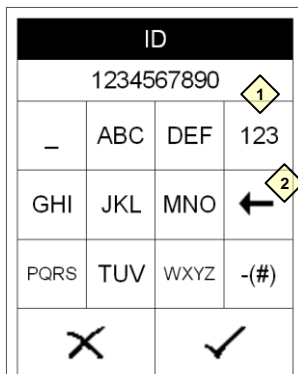 ID
1234567890
1
_ ABC DEF 123
2
GHI JKL MNO
PQRS TUV WXYZ -(#)